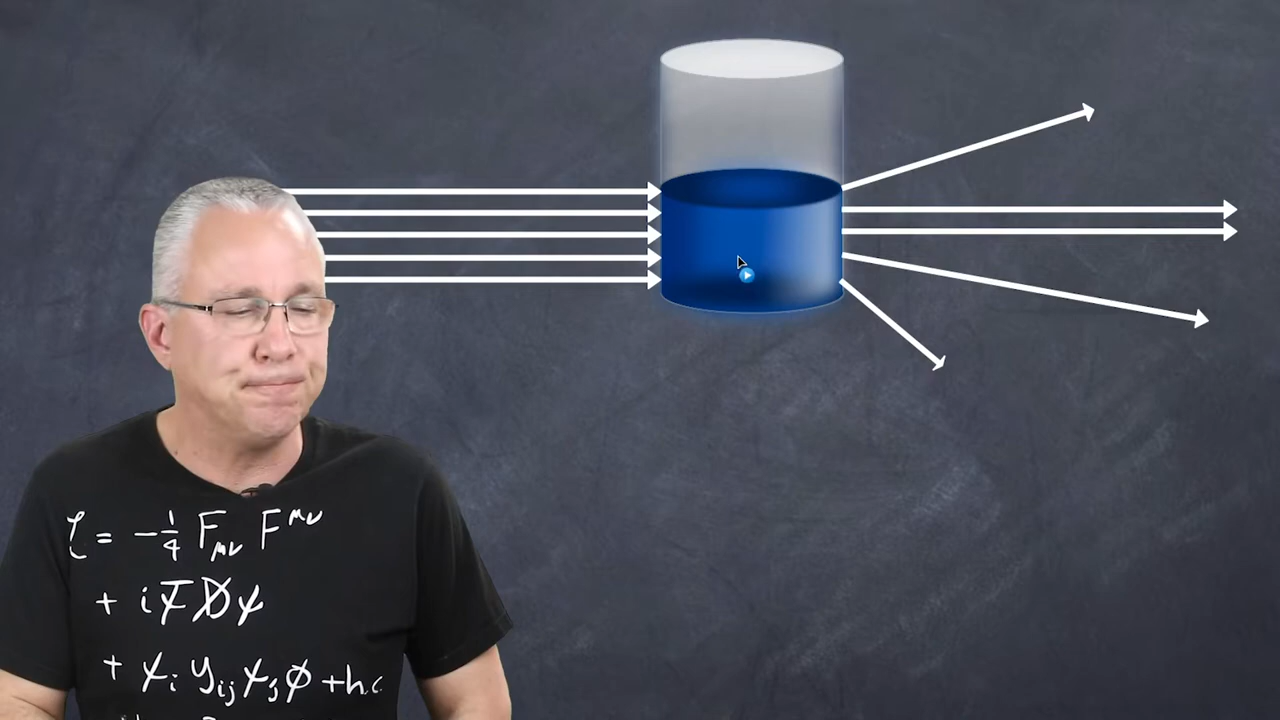 ℒ = -¼ F_μν F^μν
+ iψ̄D̸ψ
+ ψ_i y_ij ψ_j φ + h.c.